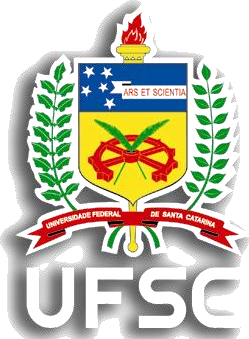 ARS ET SCIENTIA
UNIVERSIDADE FEDERAL DE SANTA CATARINA
UFSC